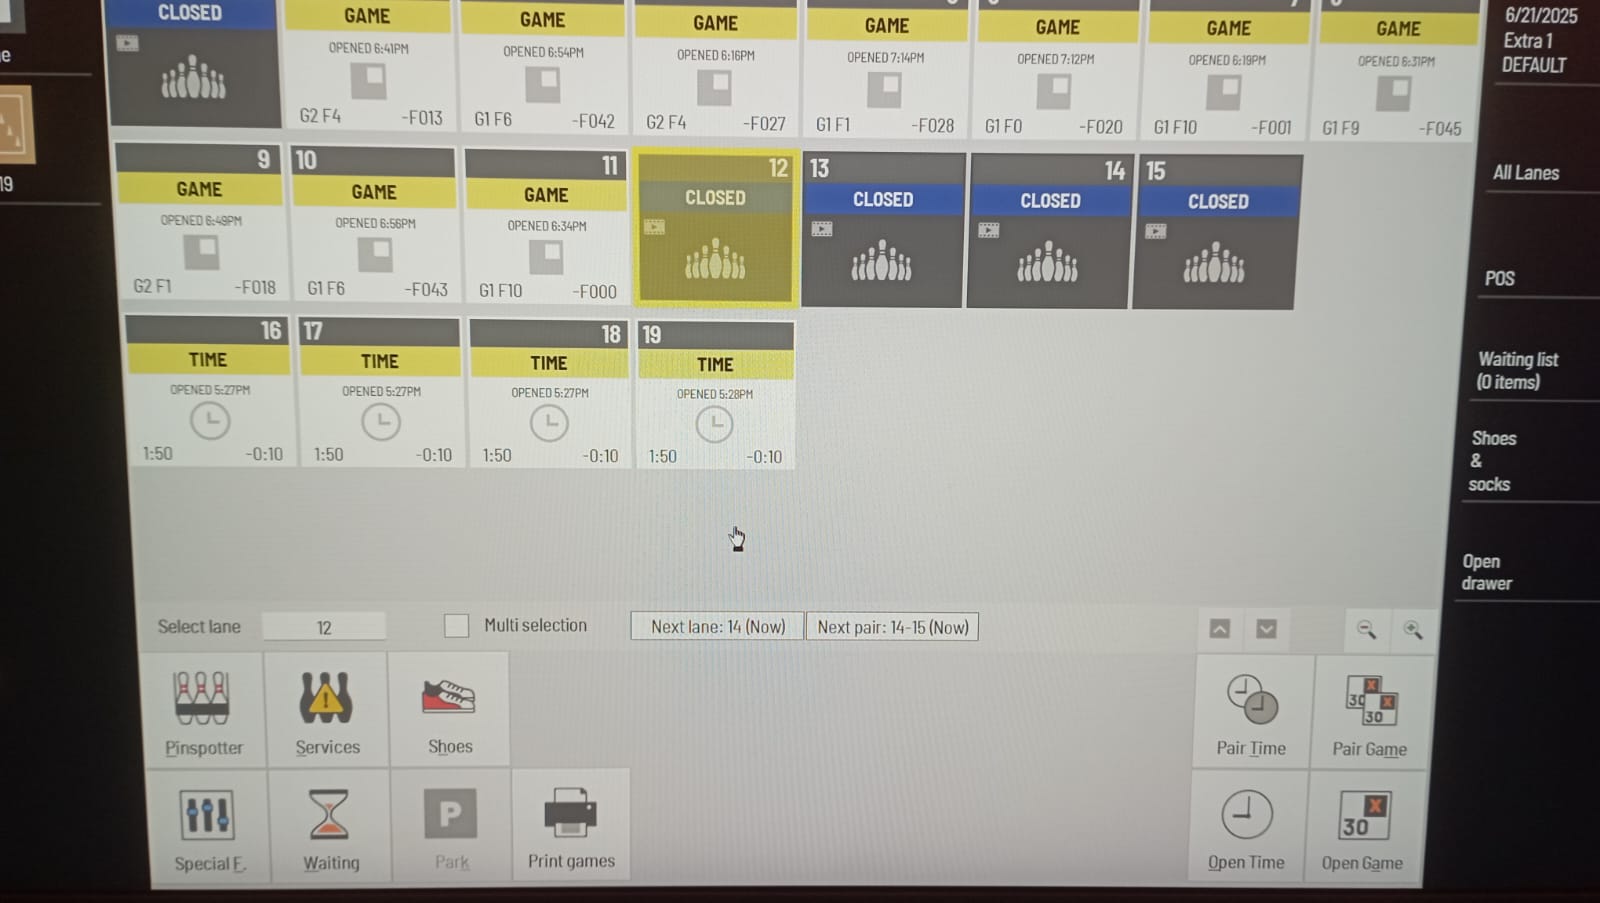 CLOSED
GAME
OPENED 6:41PM
G2 F4 -F013
GAME
OPENED 6:54PM
G1 F6 -F042
GAME
OPENED 6:16PM
G2 F4 -F027
GAME
OPENED 7:14PM
G1 F1 -F028
GAME
OPENED 7:12PM
G1 F0 -F020
GAME
OPENED 6:19PM
G1 F10 -F001
GAME
OPENED 6:31PM
G1 F9 -F045
9
GAME
OPENED 6:49PM
G2 F1 -F018
10
GAME
OPENED 6:56PM
G1 F6 -F043
11
GAME
OPENED 6:34PM
G1 F10 -F000
12
CLOSED
13
CLOSED
14
CLOSED
15
CLOSED
16
TIME
OPENED 5:27PM
1:50 -0:10
17
TIME
OPENED 5:27PM
1:50 -0:10
18
TIME
OPENED 5:27PM
1:50 -0:10
19
TIME
OPENED 5:28PM
1:50 -0:10
Select lane 12 Multi selection Next lane: 14 (Now) Next pair: 14-15 (Now)
Pinspotter
Services
Shoes
Special F.
Waiting
P
Park
Print games
Pair Time
X
30 X
30
Pair Game
Open Time
X
30
Open Game
6/21/2025
Extra 1
DEFAULT
All Lanes
POS
Waiting list
(0 items)
Shoes
&
socks
Open
drawer